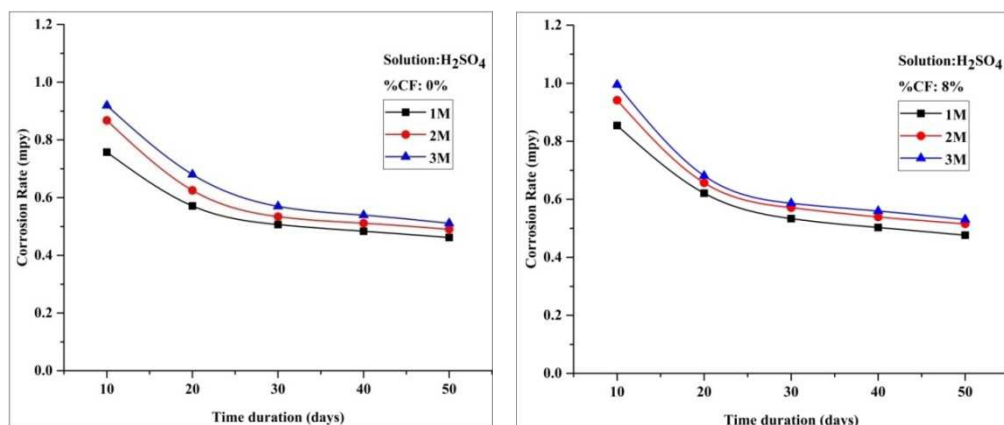 1.2
1.0
0.8
0.6
0.4
0.2
0.0
Corrosion Rate (mpy)
Solution:H₂SO₄
%CF: 0%
1M
2M
3M
10 20 30 40 50
Time duration (days)
1.2
1.0
0.8
0.6
0.4
0.2
0.0
Corrosion Rate (mpy)
Solution:H₂SO₄
%CF: 8%
1M
2M
3M
10 20 30 40 50
Time duration (days)